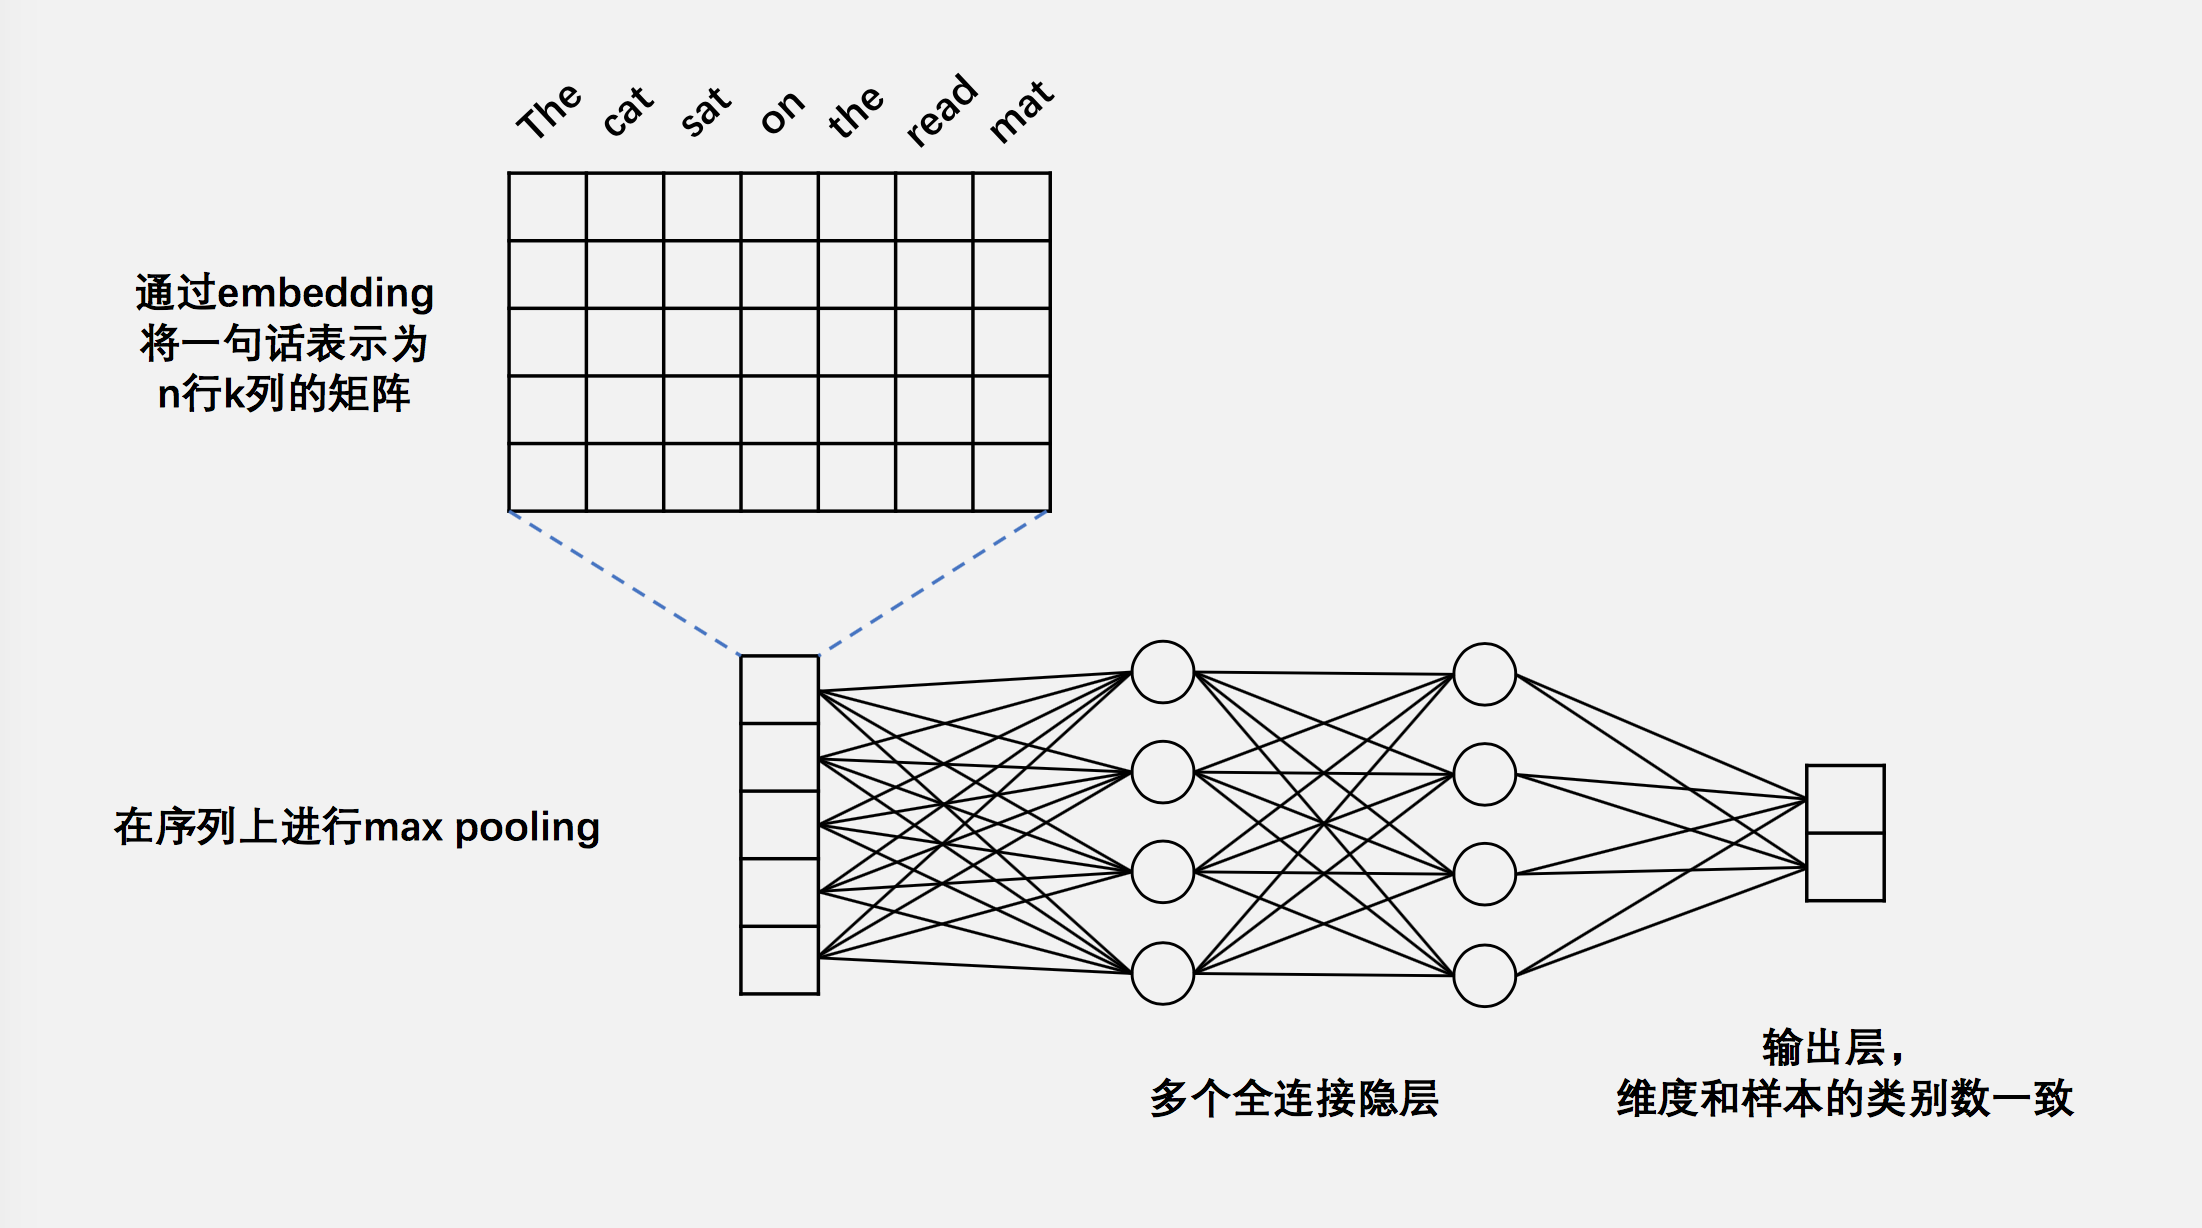 The cat sat on the read mat
通过embedding
将一句话表示为
n行k列的矩阵
在序列上进行max pooling
多个全连接隐层
输出层，
维度和样本的类别数一致